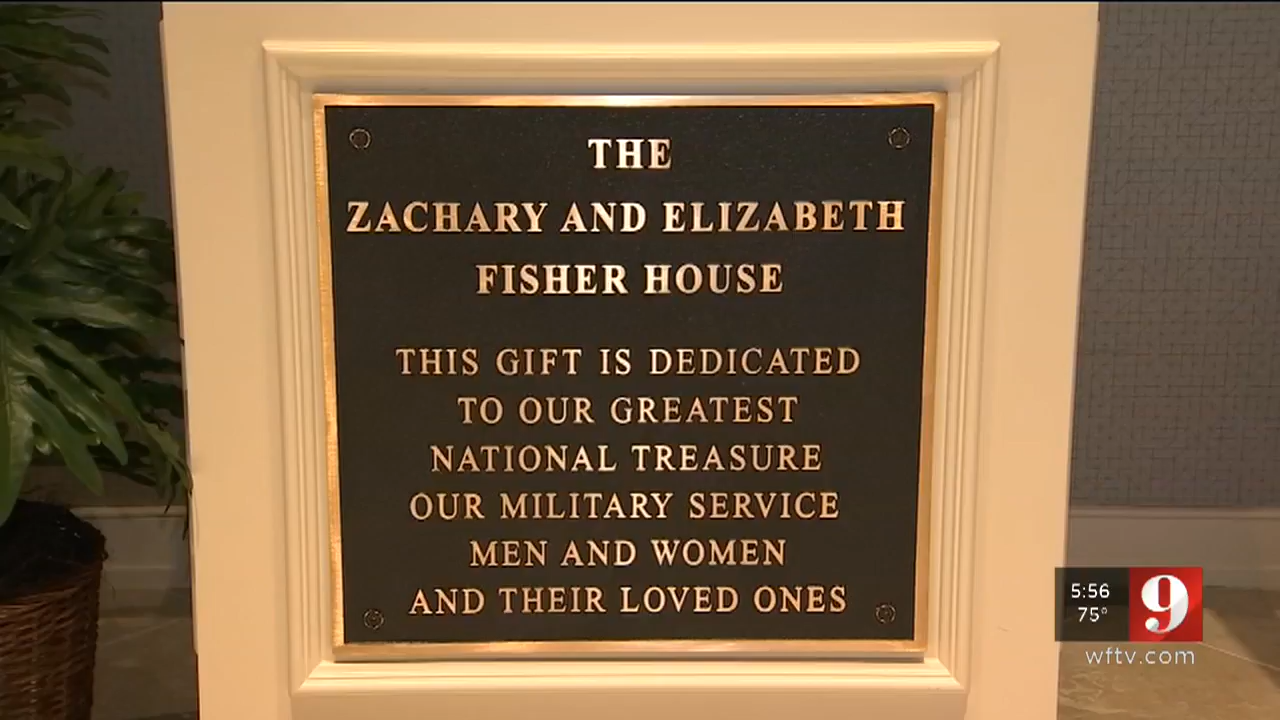 THE
ZACHARY AND ELIZABETH
FISHER HOUSE
THIS GIFT IS DEDICATED
TO OUR GREATEST
NATIONAL TREASURE
OUR MILITARY SERVICE
MEN AND WOMEN
AND THEIR LOVED ONES
5:56
75°
9
wftv.com